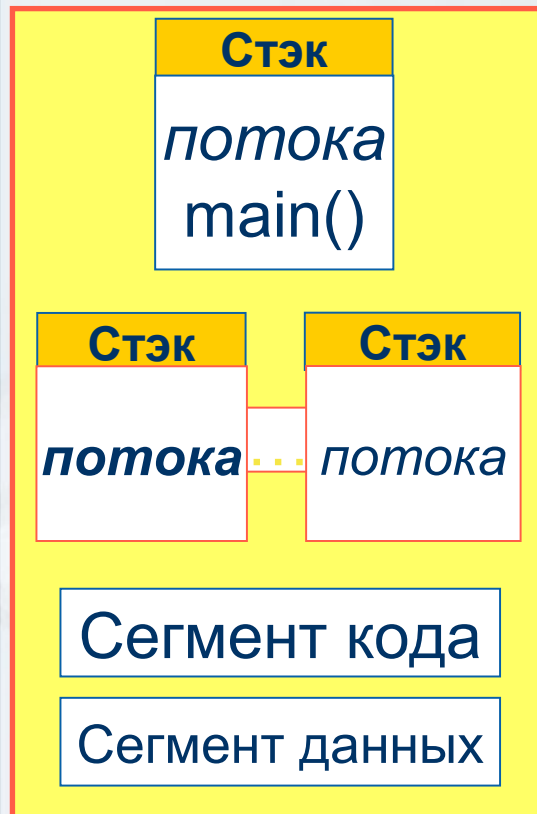 Стэк
потока
main()
Стэк
потока
...
Стэк
потока
Сегмент кода
Сегмент данных